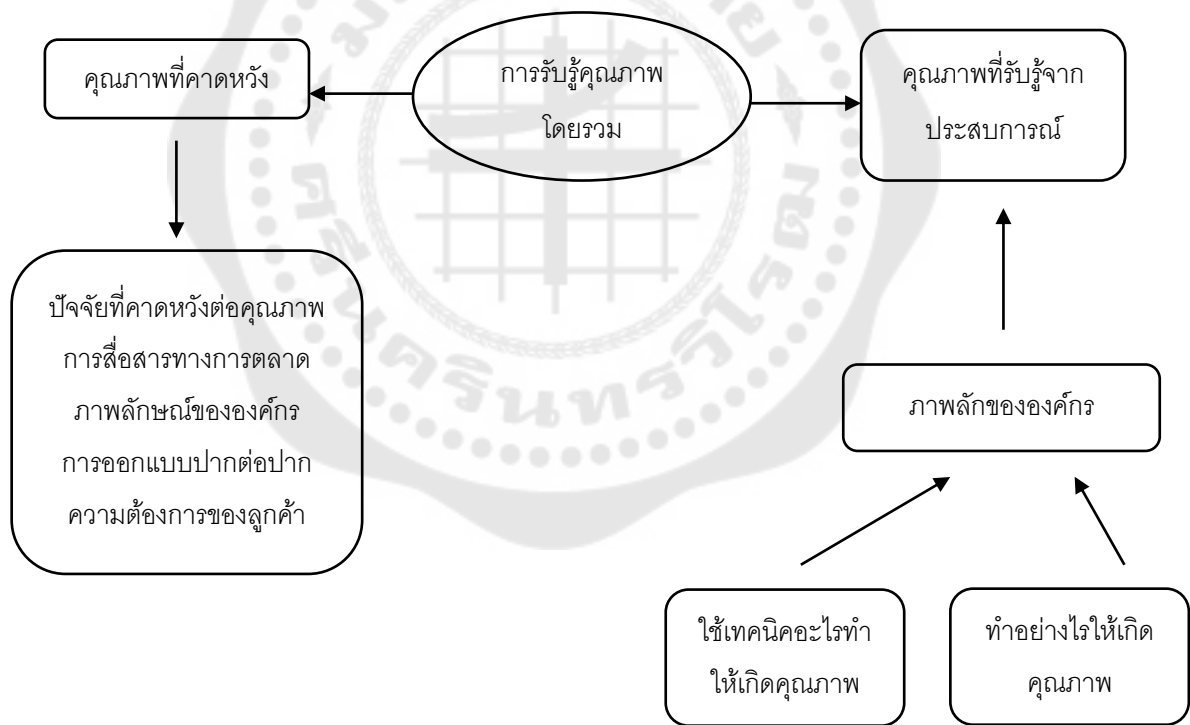 คุณภาพที่คาดหวัง
การรับรู้คุณภาพ
โดยรวม
คุณภาพที่รับรู้จาก
ประสบการณ์
ปัจจัยที่คาดหวังต่อคุณภาพ
การสื่อสารทางการตลาด
ภาพลักษณ์ขององค์กร
การออกแบบปากต่อปาก
ความต้องการของลูกค้า
ภาพลักขององค์กร
ใช้เทคนิคอะไรทำ
ให้เกิดคุณภาพ
ทำอย่างไรให้เกิด
คุณภาพ